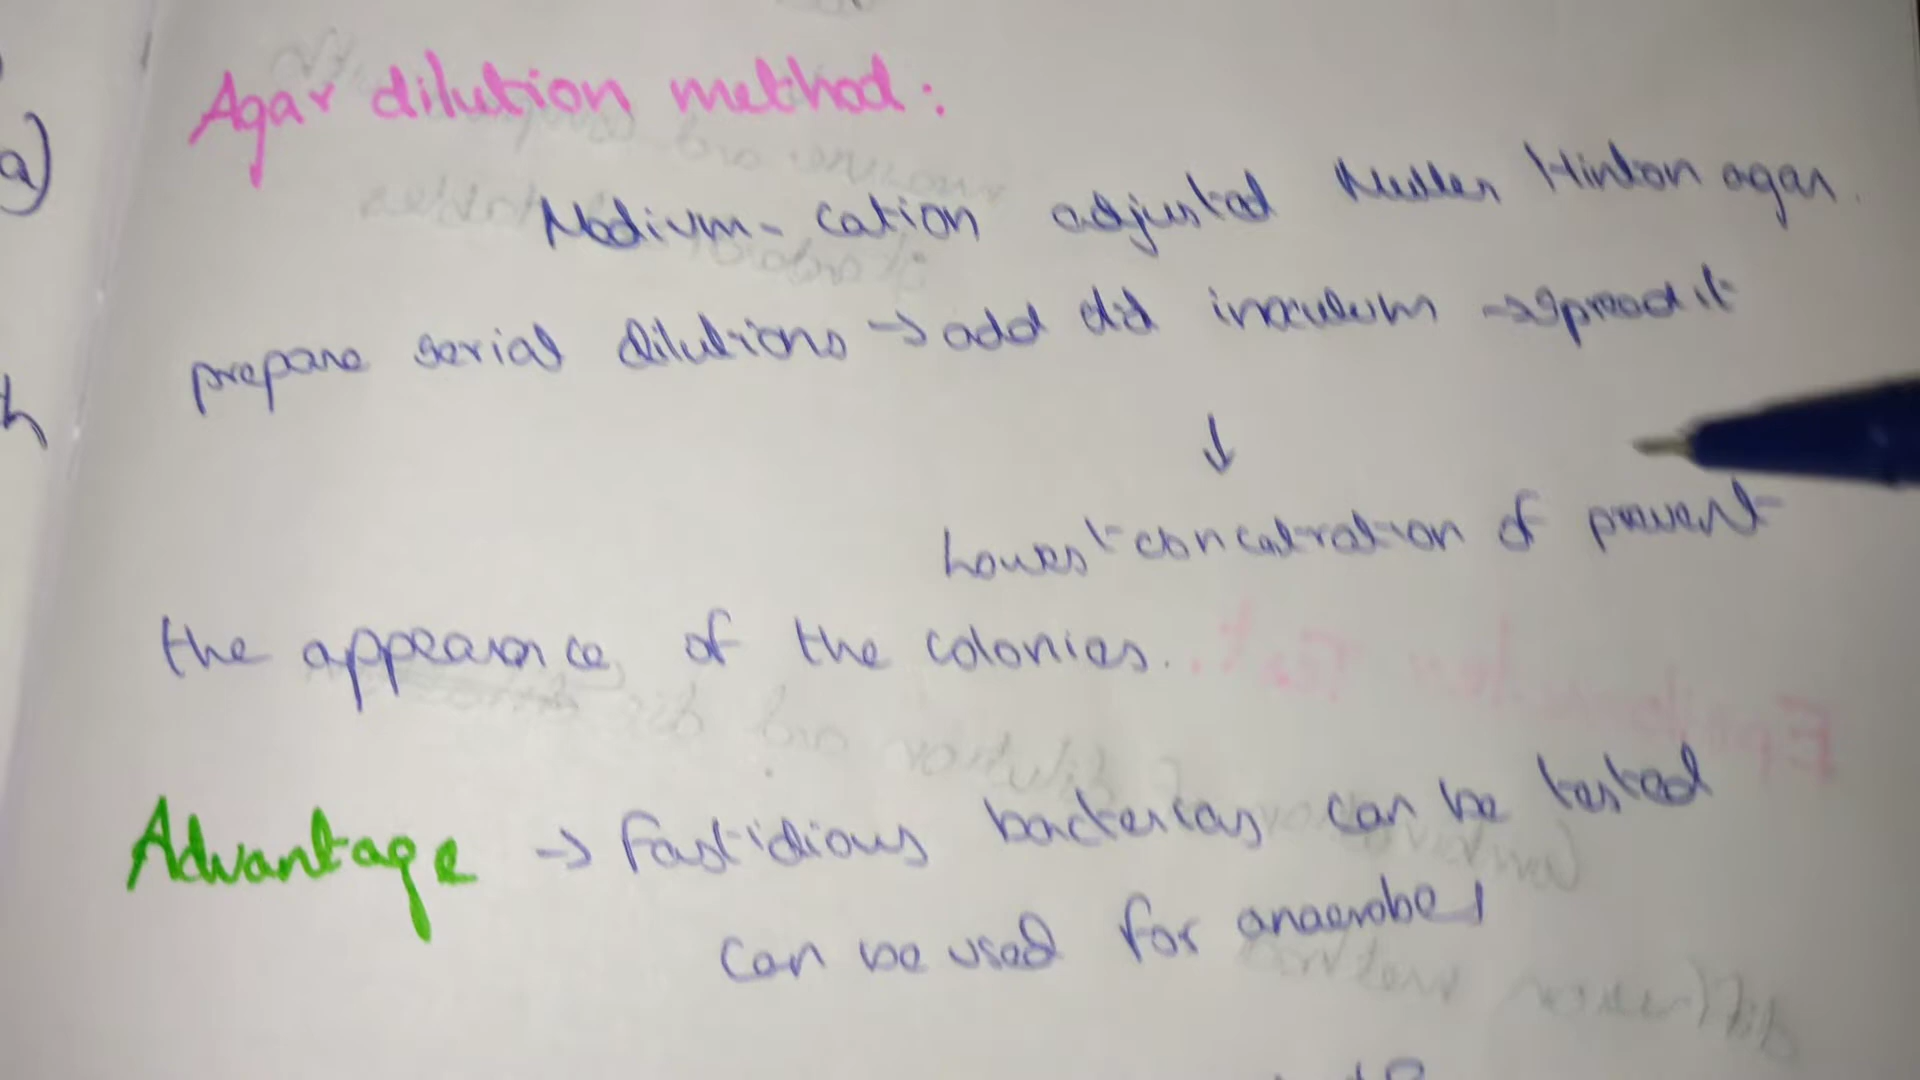 Agar dilution method:
Medium - cation adjusted Muller Hinton agar.
prepare serial dilutions → add std inoculum → spread it
↓
Lowest concentration of prevent
the appearance of the colonies.
Advantage → fastidious bacterias can be tested
can be used for anaerobes